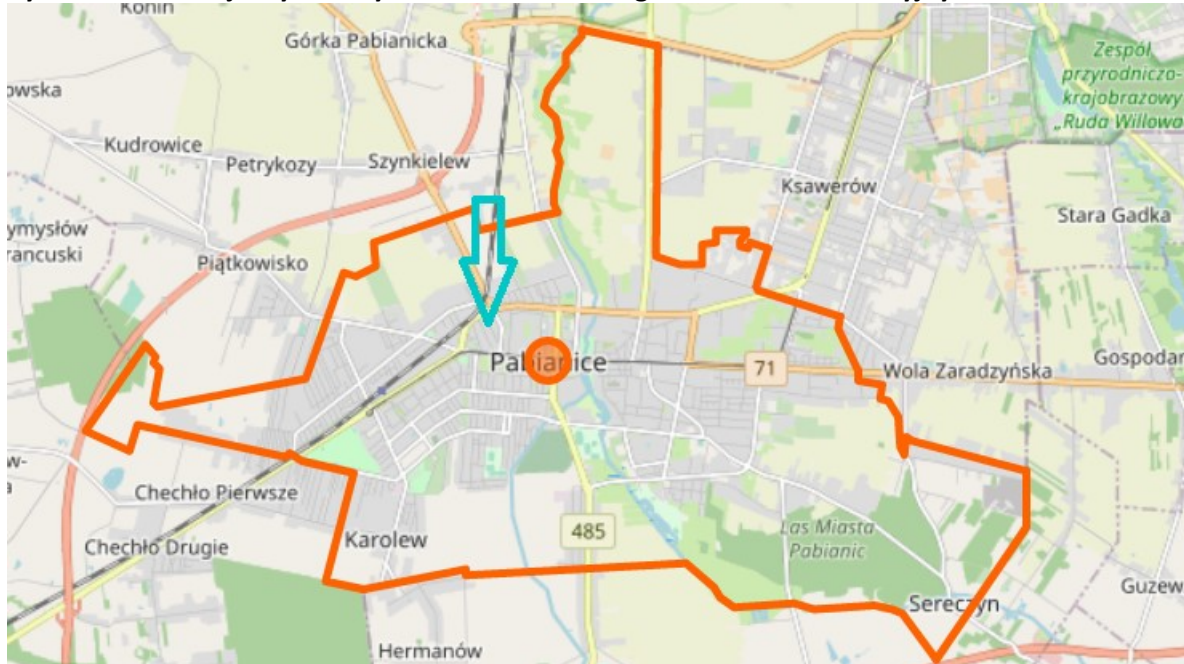 Konin
Górka Pabianicka
Zespół
przyrodniczo-
krajobrazowy
„Ruda Willowa
owska
Kudrowice
Petrykozy
Szynkielew
Ksawerów
Stara Gadka
ymysłów
rancuski
Piątkowisko
Pabianice
71
Wola Zaradzyńska
Gospodar
w-
a
Chechło Pierwsze
Chechło Drugie
Karolew
485
Las Miasta
Pabianic
Sereczyn
Guzew
Hermanów